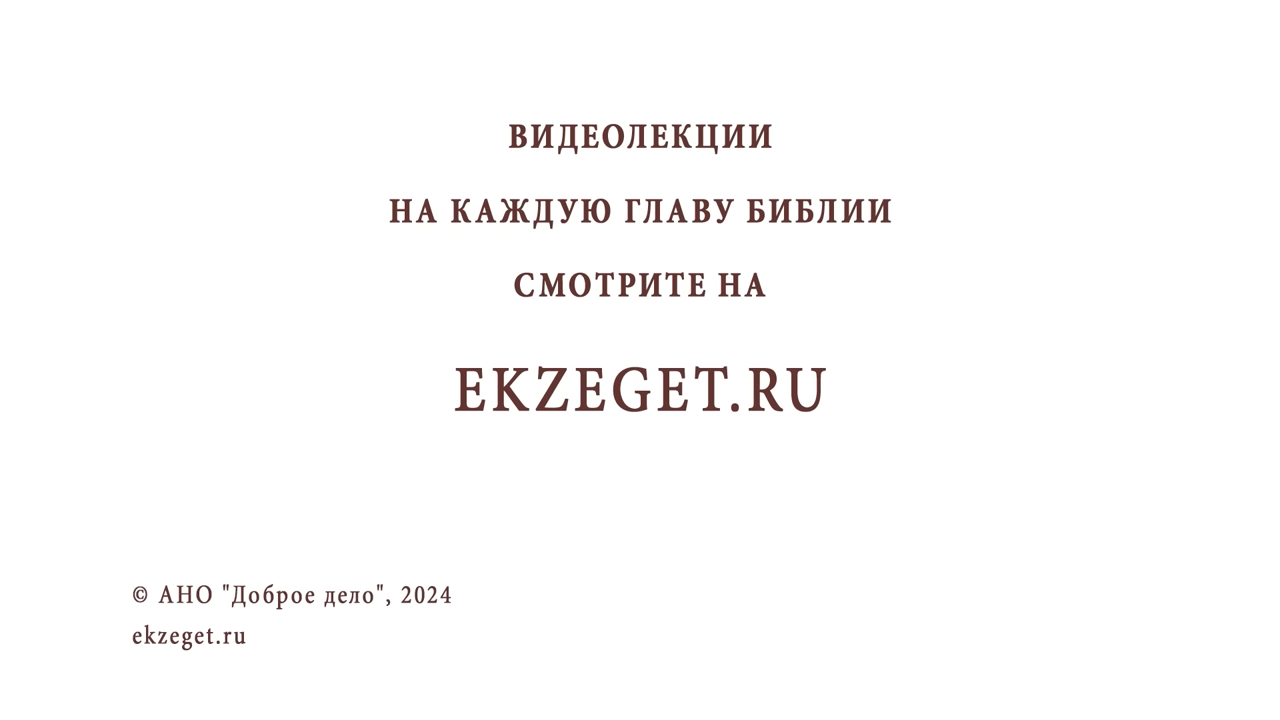 ВИДЕОЛЕКЦИИ
НА КАЖДУЮ ГЛАВУ БИБЛИИ
СМОТРИТЕ НА
EKZEGET.RU
© АНО "Доброе дело", 2024
ekzeget.ru